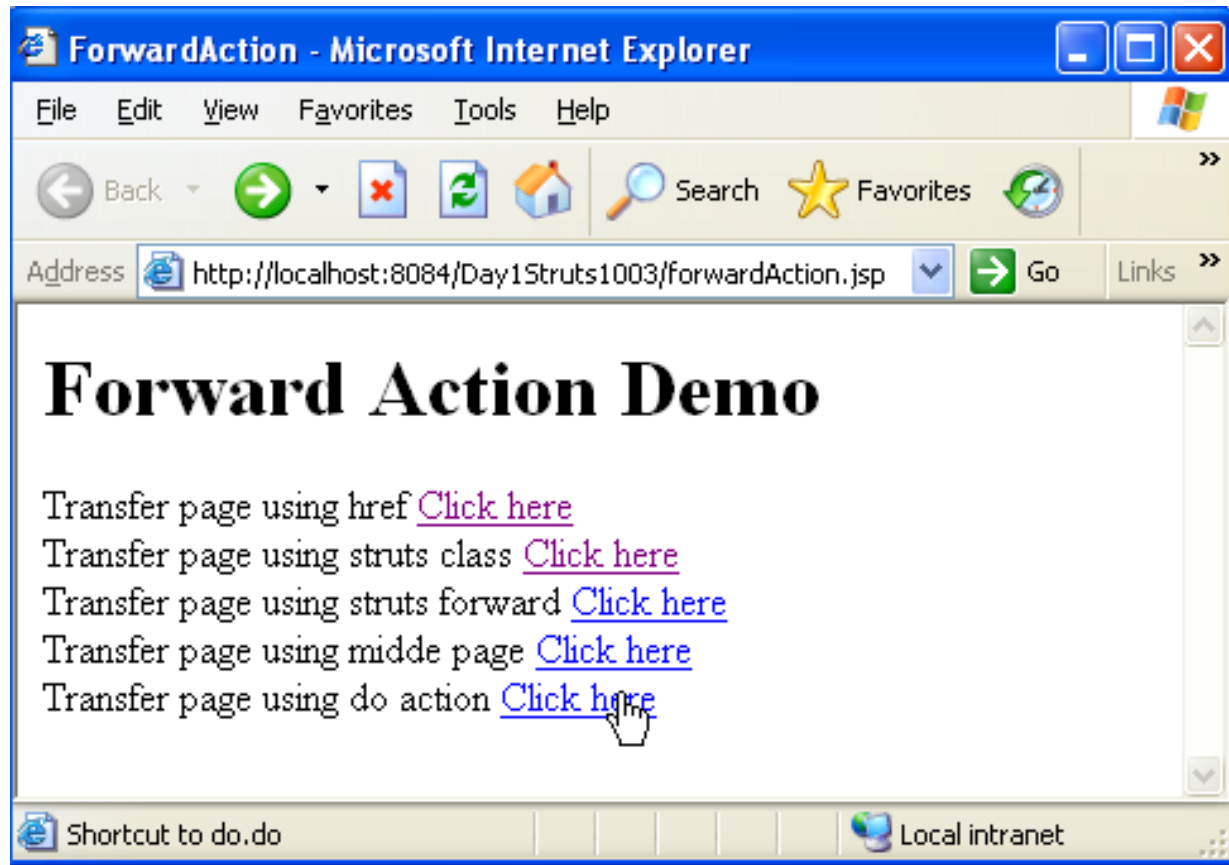 ForwardAction - Microsoft Internet Explorer
File Edit View Favorites Tools Help
Back Search Favorites »
Address http://localhost:8084/Day1Struts1003/forwardAction.jsp Go Links »
Forward Action Demo
Transfer page using href Click here
Transfer page using struts class Click here
Transfer page using struts forward Click here
Transfer page using midde page Click here
Transfer page using do action Click here
Shortcut to do.do Local intranet